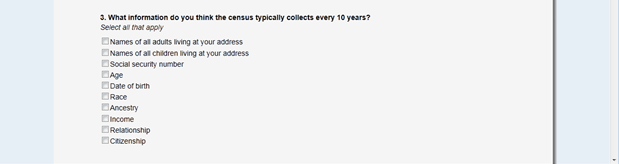 3. What information do you think the census typically collects every 10 years?
Select all that apply
Names of all adults living at your address
Names of all children living at your address
Social security number
Age
Date of birth
Race
Ancestry
Income
Relationship
Citizenship